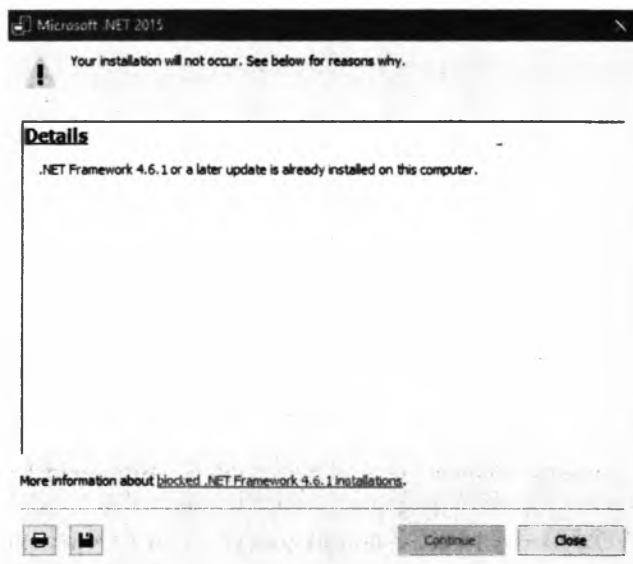 Microsoft .NET 2015
Your installation will not occur. See below for reasons why.
Details
.NET Framework 4.6.1 or a later update is already installed on this computer.
More information about blocked .NET Framework 4.6.1 installations.
Continue
Close